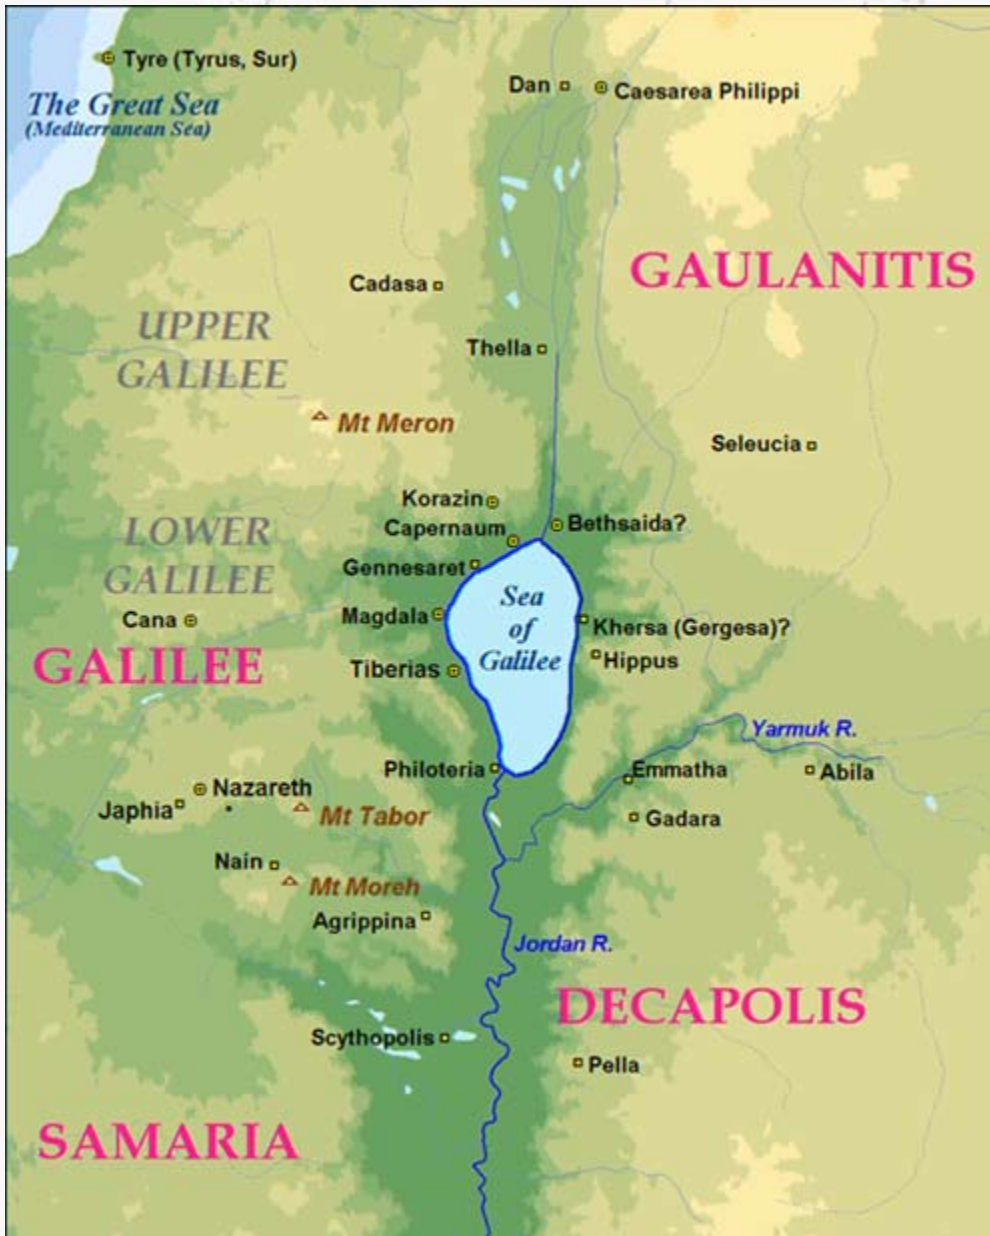 Tyre (Tyrus, Sur)
The Great Sea
(Mediterranean Sea)
Dan
Caesarea Philippi
GAULANITIS
Cadasa
UPPER
GALILEE
Thella
Mt Meron
Seleucia
Korazin
Capernaum
Bethsaida?
LOWER
GALILEE
Gennesaret
Sea
of
Galilee
Cana
Magdala
Khersa (Gergesa)?
GALILEE
Tiberias
Hippus
Yarmuk R.
Philoteria
Emmatha
Abila
Nazareth
Japhia
Mt Tabor
Gadara
Nain
Mt Moreh
Agrippina
Jordan R.
DECAPOLIS
Scythopolis
Pella
SAMARIA